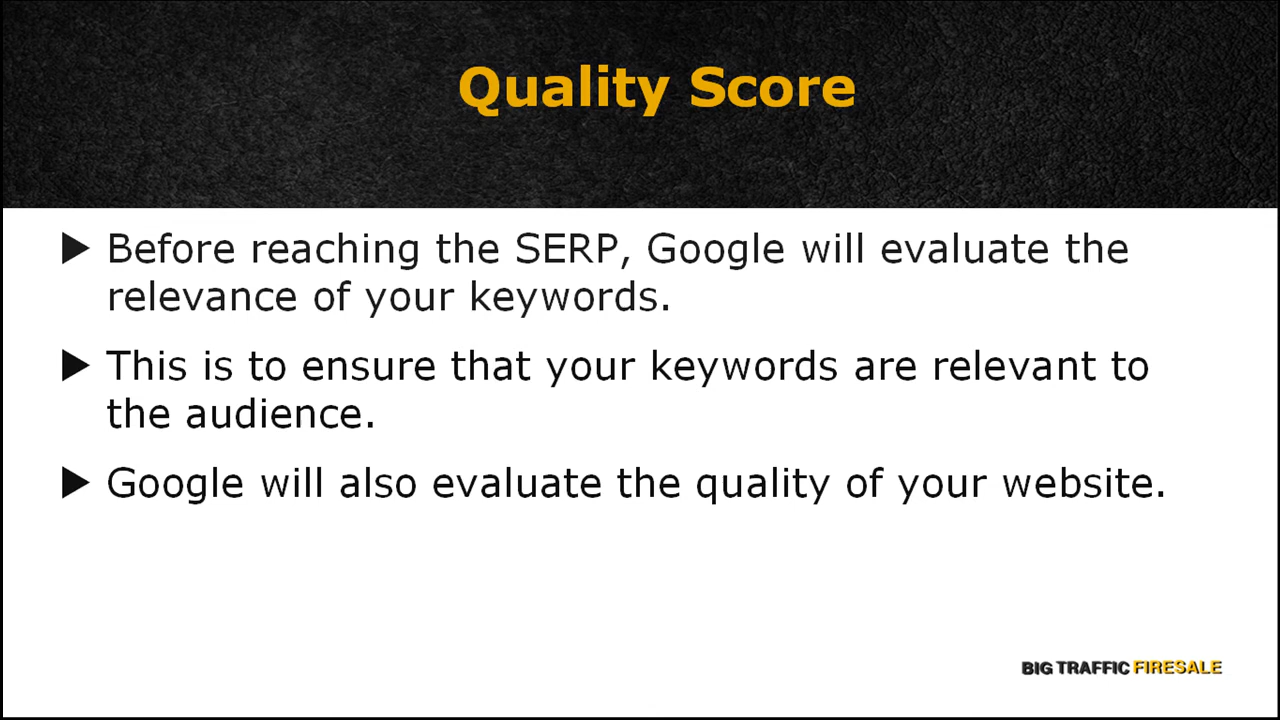 Quality Score
▶ Before reaching the SERP, Google will evaluate the
relevance of your keywords.
▶ This is to ensure that your keywords are relevant to
the audience.
▶ Google will also evaluate the quality of your website.
BIG TRAFFIC FIRESALE